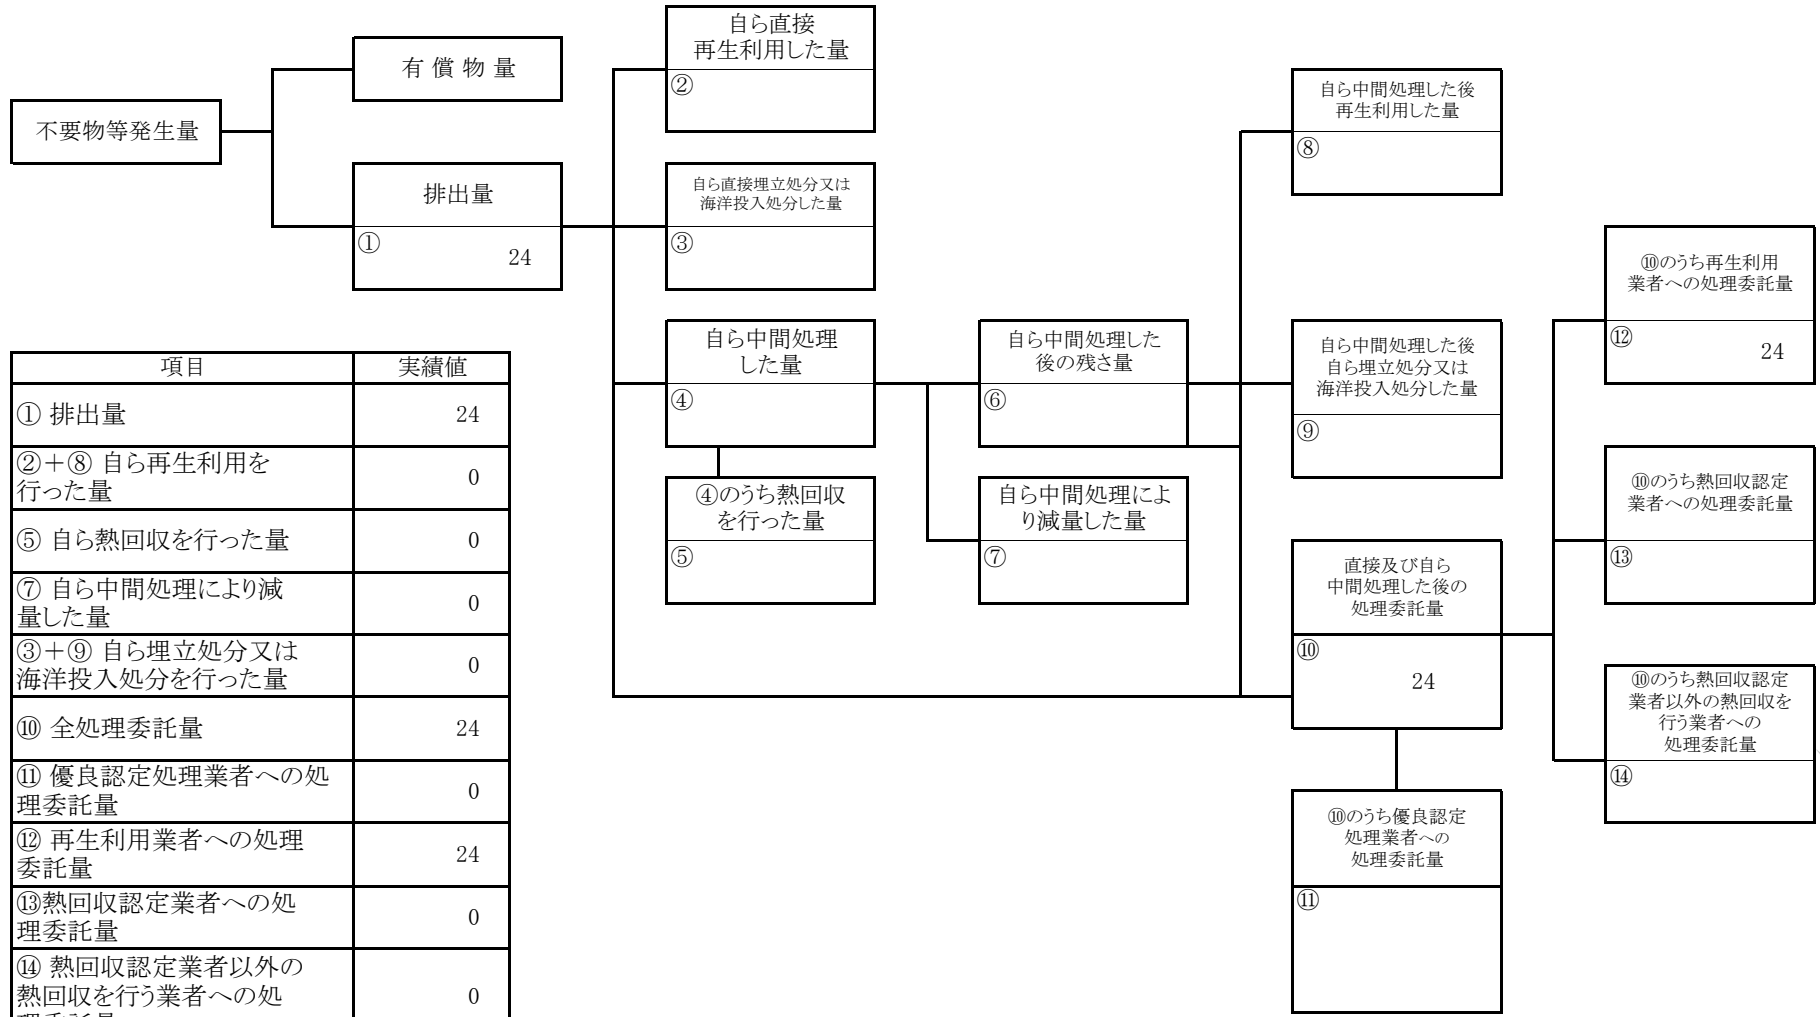 不要物等発生量
有 償 物 量
排出量
①
24
自ら直接
再生利用した量
②
自ら直接埋立処分又は
海洋投入処分した量
③
自ら中間処理
した量
④
④のうち熱回収
を行った量
⑤
自ら中間処理した
後の残さ量
⑥
自ら中間処理によ
り減量した量
⑦
自ら中間処理した後
再生利用した量
⑧
自ら中間処理した後
自ら埋立処分又は
海洋投入処分した量
⑨
直接及び自ら
中間処理した後の
処理委託量
⑩
24
⑩のうち優良認定
処理業者への
処理委託量
⑪
⑩のうち再生利用
業者への処理委託量
⑫
24
⑩のうち熱回収認定
業者への処理委託量
⑬
⑩のうち熱回収認定
業者以外の熱回収を
行う業者への
処理委託量
⑭
項目 実績値
① 排出量 24
②＋⑧ 自ら再生利用を
行った量 0
⑤ 自ら熱回収を行った量 0
⑦ 自ら中間処理により減
量した量 0
③＋⑨ 自ら埋立処分又は
海洋投入処分を行った量 0
⑩ 全処理委託量 24
⑪ 優良認定処理業者への処
理委託量 0
⑫ 再生利用業者への処理
委託量 24
⑬熱回収認定業者への処
理委託量 0
⑭ 熱回収認定業者以外の
熱回収を行う業者への処 0